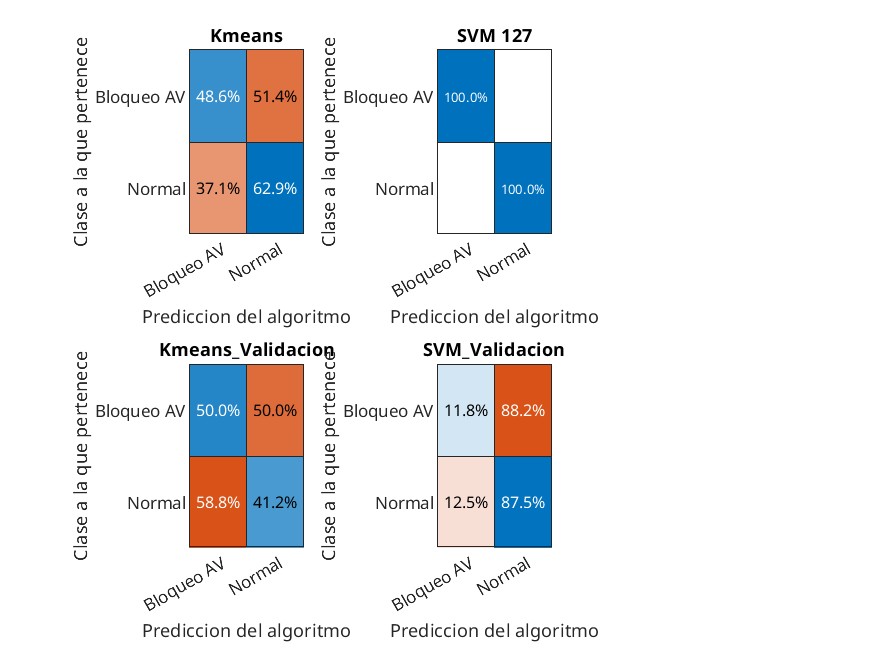 Kmeans
Clase a la que pertenece
Bloqueo AV
48.6%
51.4%
Normal
37.1%
62.9%
Bloqueo AV
Normal
Prediccion del algoritmo
SVM 127
Clase a la que pertenece
Bloqueo AV
100.0%
Normal
100.0%
Bloqueo AV
Normal
Prediccion del algoritmo
Kmeans_Validacion
Clase a la que pertenece
Bloqueo AV
50.0%
50.0%
Normal
58.8%
41.2%
Bloqueo AV
Normal
Prediccion del algoritmo
SVM_Validacion
Clase a la que pertenece
Bloqueo AV
11.8%
88.2%
Normal
12.5%
87.5%
Bloqueo AV
Normal
Prediccion del algoritmo